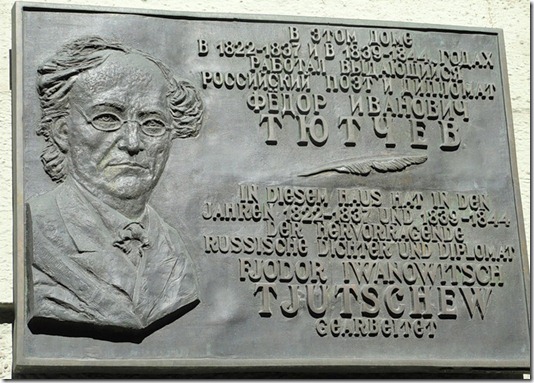 В ЭТОМ ДОМЕ
В 1822-1837 И В 1839-1844 ГОДАХ
РАБОТАЛ ВЫДАЮЩИЙСЯ
РОССИЙСКИЙ ПОЭТ И ДИПЛОМАТ
ФЁДОР ИВАНОВИЧ
ТЮТЧЕВ
IN DIESEM HAUS HAT IN DEN
JAHREN 1822-1837 UND 1839-1844
DER HERVORRAGENDE
RUSSISCHE DICHTER UND DIPLOMAT
FJODOR IWANOWITSCH
TJUTSCHEW
GEARBEITET